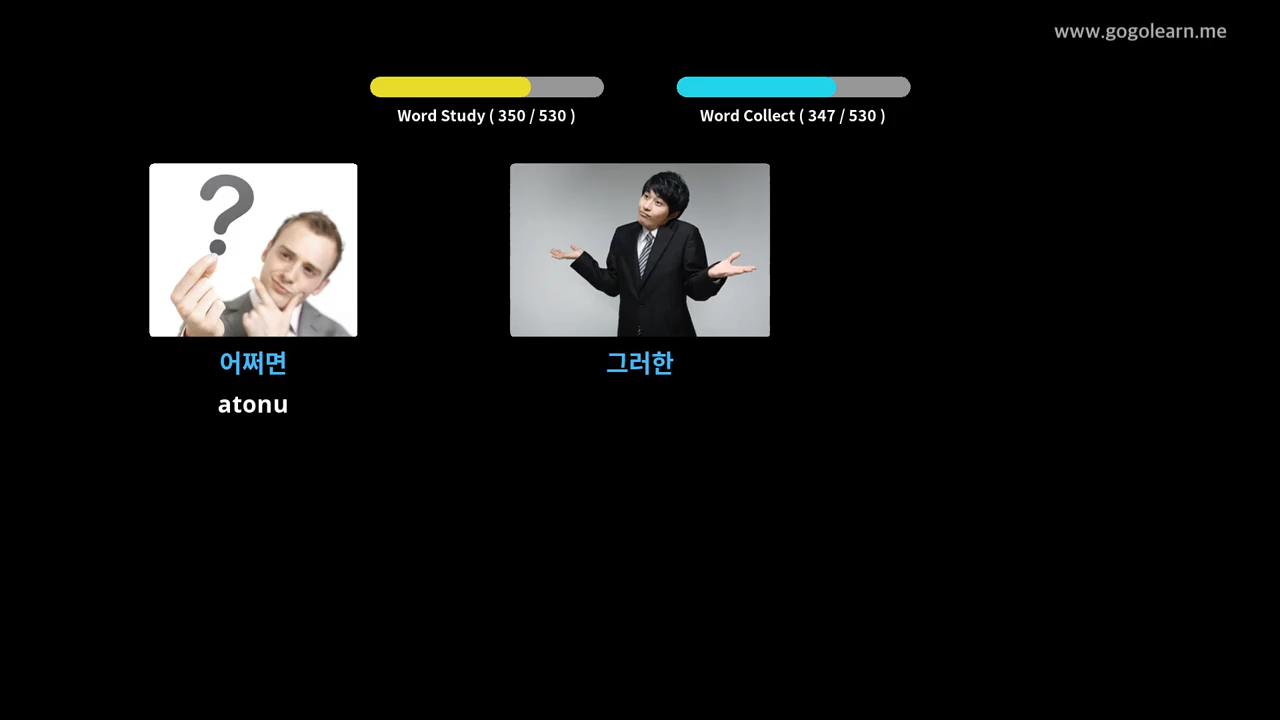 www.gogolearn.me
Word Study ( 350 / 530 )
Word Collect ( 347 / 530 )
?
어쩌면
그러한
atonu